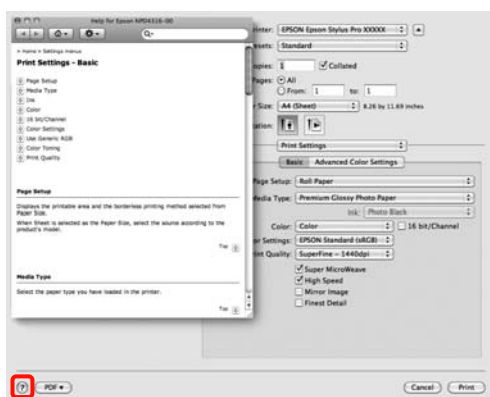 Help for Epson NPD4316-00
> Home > Settings menus
Print Settings - Basic
Page Setup
Media Type
Ink
Color
16 bit/Channel
Color Settings
Use Generic RGB
Color Toning
Print Quality
Page Setup
Displays the printable area and the borderless printing method selected from
Paper Size.
When Sheet is selected as the Paper Size, select the source according to the
product's model.
Top
Media Type
Select the paper type you have loaded in the printer.
Top
inter: EPSON Epson Stylus Pro XXXXX
esets: Standard
opies: 1 Collated
Pages: All
From: 1 to: 1
r Size: A4 (Sheet) 8.26 by 11.69 inches
tation:
Print Settings
Basic Advanced Color Settings
Page Setup: Roll Paper
Media Type: Premium Glossy Photo Paper
Ink: Photo Black
Color: Color 16 bit/Channel
or Settings: EPSON Standard (sRGB)
int Quality: SuperFine - 1440dpi
Super MicroWeave
High Speed
Mirror Image
Finest Detail
? PDF Cancel Print